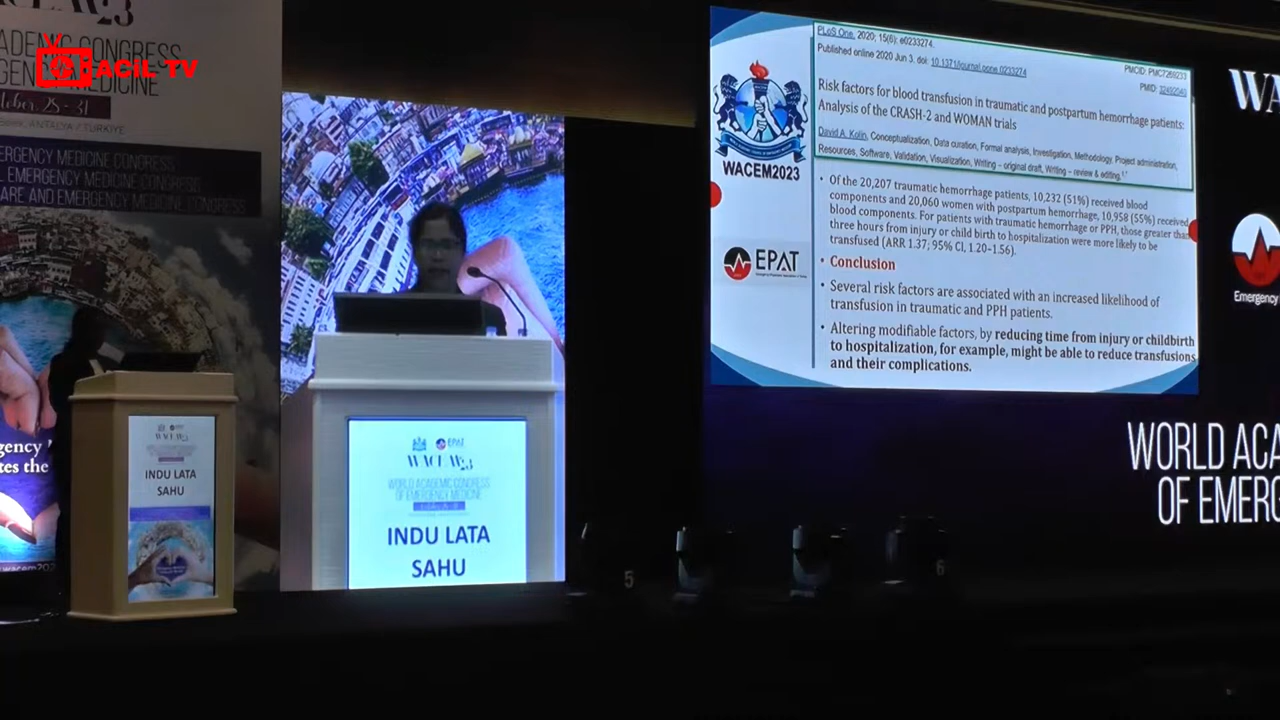 ACIL TV
ADEMIC CONGRESS
GENCY MEDICINE
ober, 28 - 31
ANTALYA / TURKIYE
ERGENCY MEDICINE CONGRESS
L EMERGENCY MEDICINE CONGRESS
ARE AND EMERGENCY MEDICINE CONGRESS
gency
tes the
INDU LATA
SAHU
EPAT
WACEM23
WORLD ACADEMIC CONGRESS
OF EMERGENCY MEDICINE
INDU LATA
SAHU
WACEM2023
EPAT
PLoS One. 2020; 15(6): e0233274.
Published online 2020 Jun 3. doi: 10.1371/journal.pone.0233274
PMCID: PMC7269233
PMID:
Risk factors for blood transfusion in traumatic and postpartum hemorrhage patients:
Analysis of the CRASH-2 and WOMAN trials
David A. Kolin, Conceptualization, Data curation, Formal analysis, Investigation, Methodology, Project administration,
Resources, Software, Validation, Visualization, Writing – original draft, Writing – review & editing,
• Of the 20,207 traumatic hemorrhage patients, 10,232 (51%) received blood
components and 20,060 women with postpartum hemorrhage, 10,958 (55%) received
blood components. For patients with traumatic hemorrhage or PPH, those greater than
three hours from injury or child birth to hospitalization were more likely to be
transfused (ARR 1.37; 95% CI, 1.20–1.56).
• Conclusion
• Several risk factors are associated with an increased likelihood of
transfusion in traumatic and PPH patients.
• Altering modifiable factors, by reducing time from injury or childbirth
to hospitalization, for example, might be able to reduce transfusions
and their complications.
WA
Emergency
WORLD ACA
OF EMERG
5
6